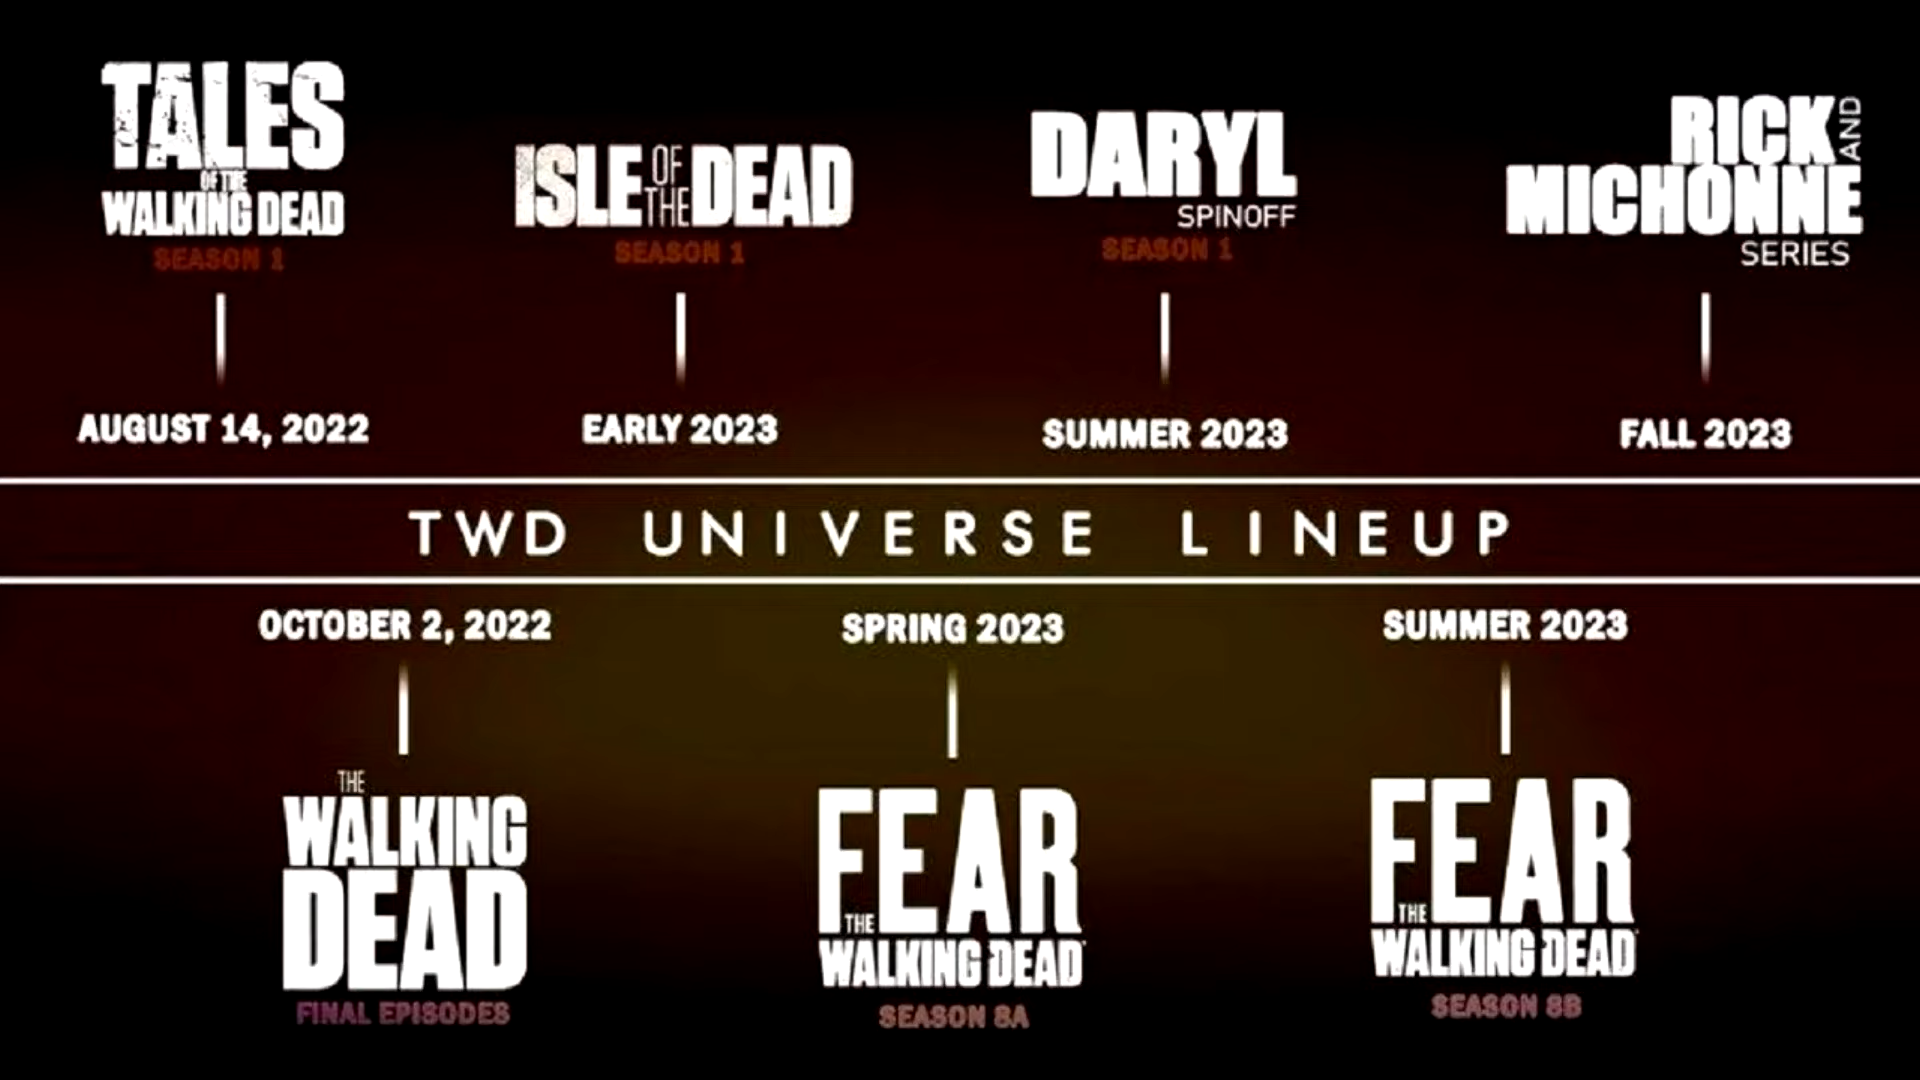 TALES
OF THE
WALKING DEAD
SEASON 1
AUGUST 14, 2022
ISLE OF THE DEAD
SEASON 1
EARLY 2023
DARYL
SPINOFF
SEASON 1
SUMMER 2023
RICK AND
MICHONNE
SERIES
FALL 2023
TWD UNIVERSE LINEUP
OCTOBER 2, 2022
THE
WALKING
DEAD
FINAL EPISODES
SPRING 2023
FEAR
THE
WALKING DEAD
SEASON 8A
SUMMER 2023
FEAR
THE
WALKING DEAD
SEASON 8B